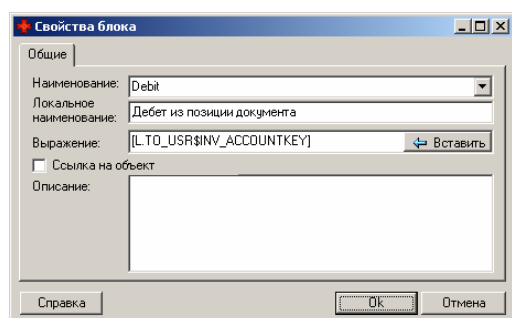 Свойства блока
Общие
Наименование: Debit
Локальное наименование: Дебет из позиции документа
Выражение: [L.TO_USR$INV_ACCOUNTKEY] Вставить
Ссылка на объект
Описание:
Справка Ok Отмена